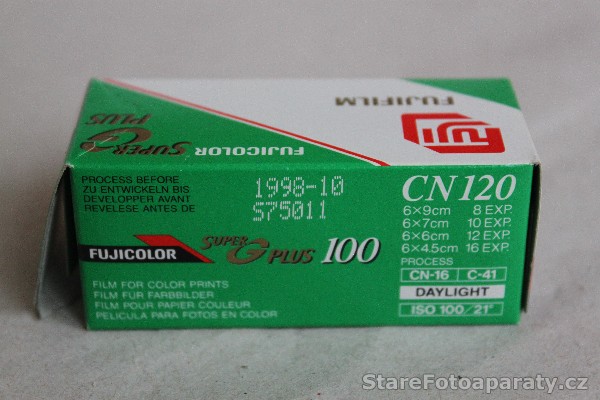 FUJIFILM
FUJI
FUJICOLOR
SUPER G
PLUS
PROCESS BEFORE
ZU ENTWICKELN BIS
DEVELOPPER AVANT
REVELESE ANTES DE
1998-10
S75011
CN120
6×9cm 8 EXP.
6×7cm 10 EXP.
6×6cm 12 EXP.
6×4.5cm 16 EXP.
PROCESS
CN-16 C-41
DAYLIGHT
ISO 100/21°
FUJICOLOR SUPER G PLUS 100
FILM FOR COLOR PRINTS
FILM FÜR FARBBILDER
FILM POUR PAPIER COULEUR
PELICULA PARA FOTOS EN COLOR
StareFotoaparaty.cz